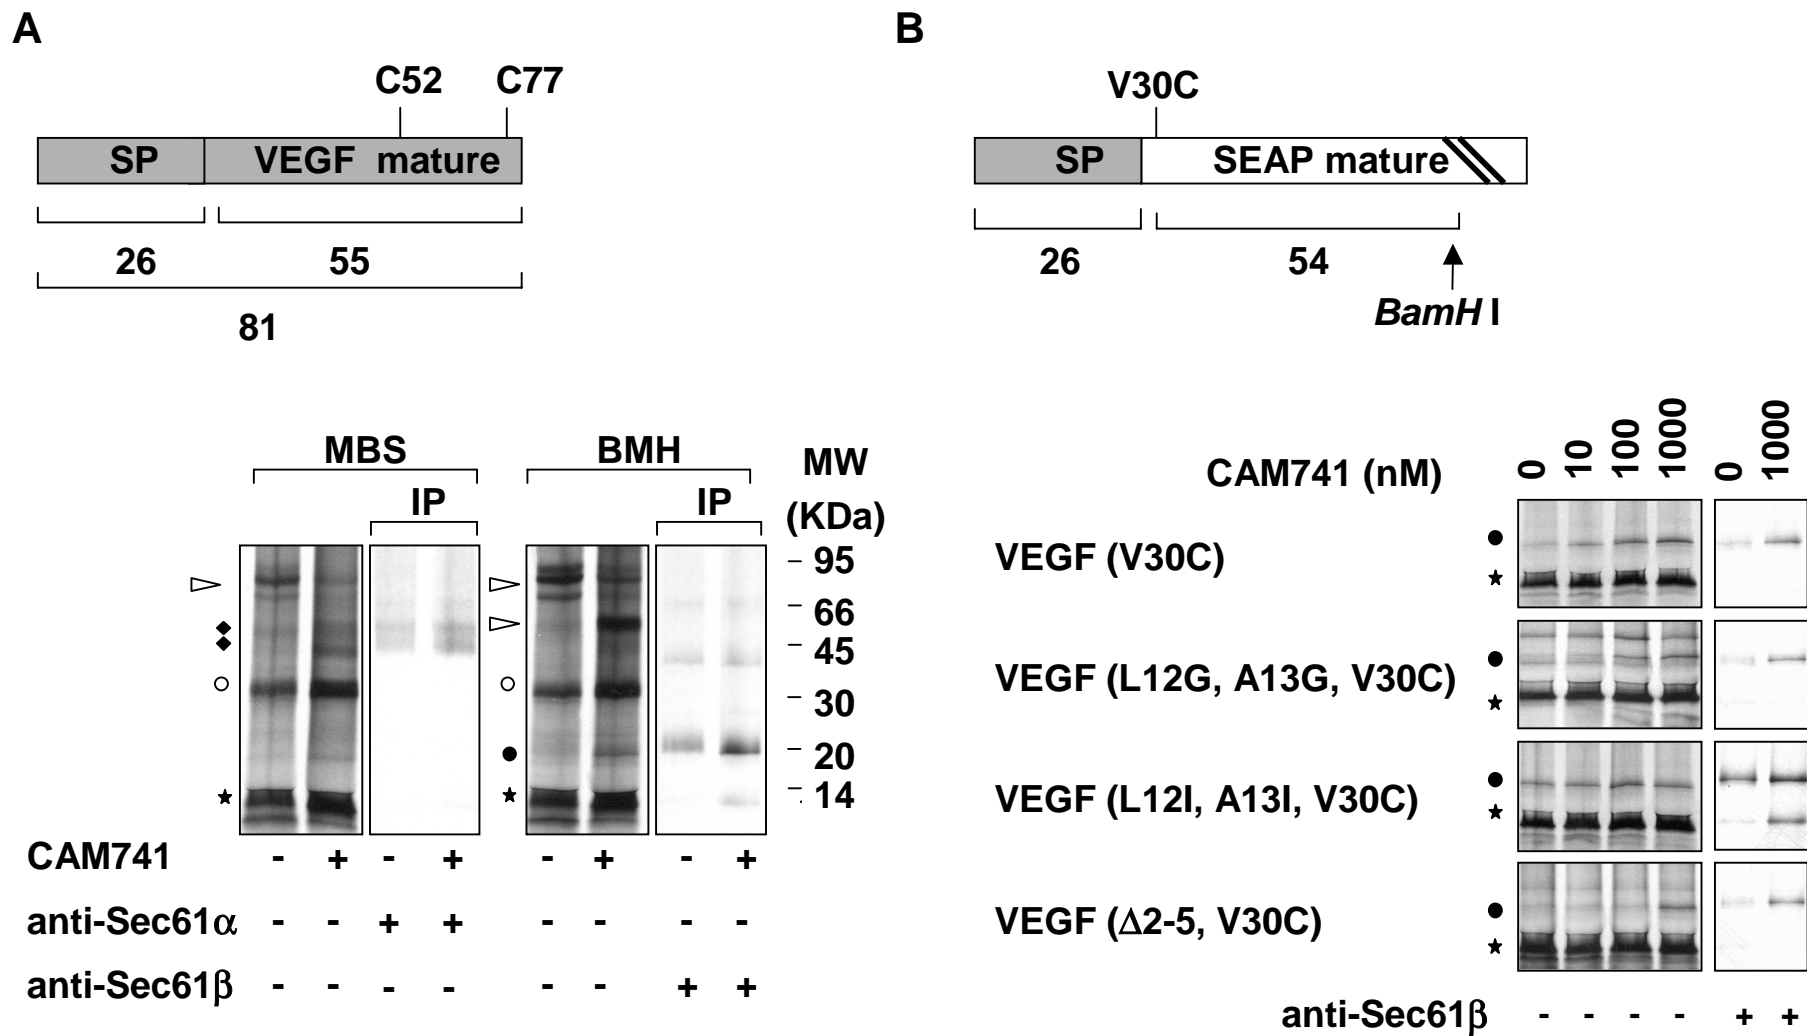 A
C52 C77
SP VEGF mature
26 55
81
MBS BMH
IP IP
MW
(KDa)
95
66
45
30
20
14
CAM741 - + - + - + - +
anti-Sec61α - - + + - - - -
anti-Sec61β - - - - - - + +
B
V30C
SP SEAP mature
26 54
BamH I
CAM741 (nM) 0 10 100 1000 0 1000
VEGF (V30C)
VEGF (L12G, A13G, V30C)
VEGF (L12I, A13I, V30C)
VEGF (Δ2-5, V30C)
anti-Sec61β - - - - + +